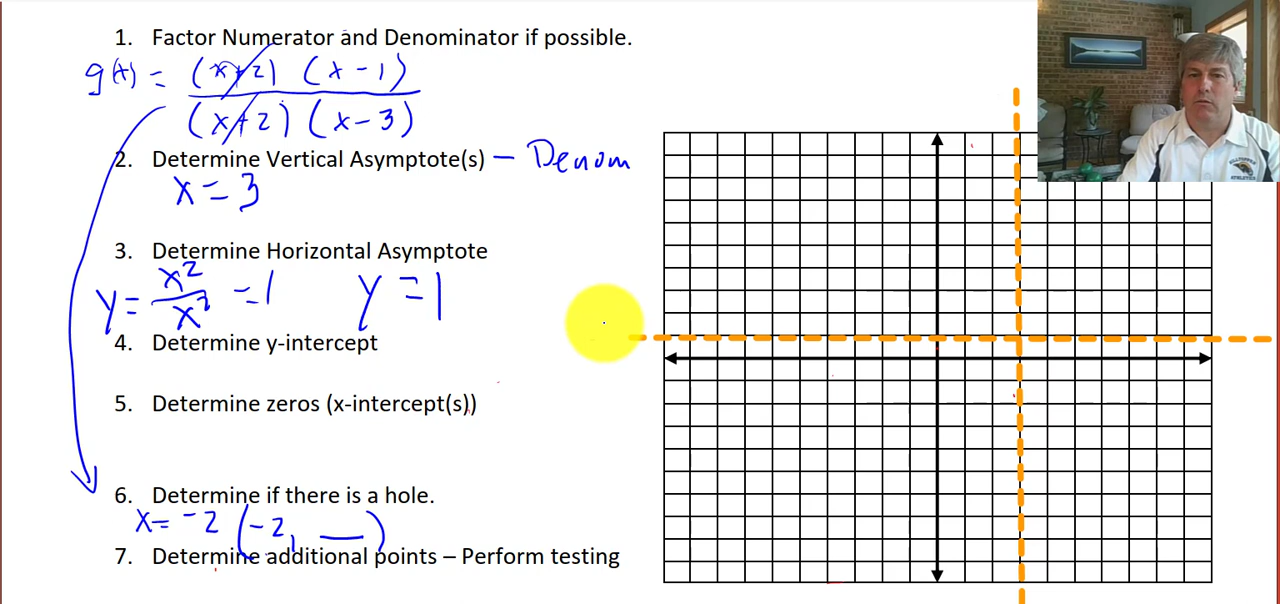 1. Factor Numerator and Denominator if possible.
g(x) = (x+2) (x-1)
(x+2) (x-3)
2. Determine Vertical Asymptote(s) - Denom
x = 3
3. Determine Horizontal Asymptote
y = x² / x² = 1 y = 1
4. Determine y-intercept
5. Determine zeros (x-intercept(s))
6. Determine if there is a hole.
x = -2 (-2, __)
7. Determine additional points – Perform testing